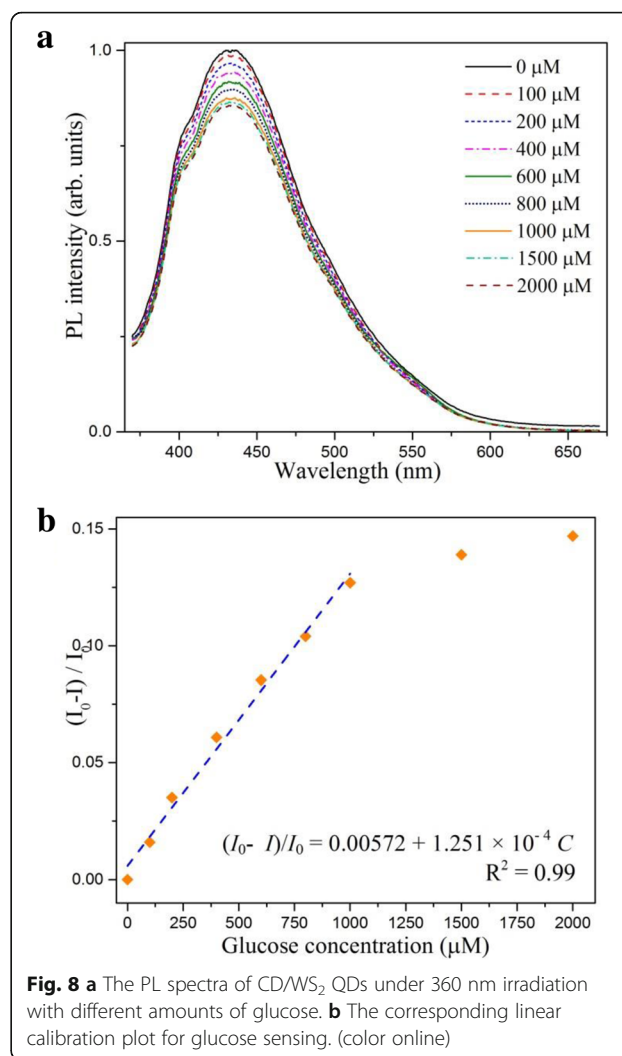 a
1.0
0.5
0.0
PL intensity (arb. units)
0 μM
100 μM
200 μM
400 μM
600 μM
800 μM
1000 μM
1500 μM
2000 μM
400 450 500 550 600 650
Wavelength (nm)
b
0.15
0.10
0.05
0.00
(I₀-I) / I₀
(I₀- I)/I₀ = 0.00572 + 1.251 × 10⁻⁴ C
R² = 0.99
0 250 500 750 1000 1250 1500 1750 2000
Glucose concentration (μM)
Fig. 8 a The PL spectra of CD/WS₂ QDs under 360 nm irradiation
with different amounts of glucose. b The corresponding linear
calibration plot for glucose sensing. (color online)